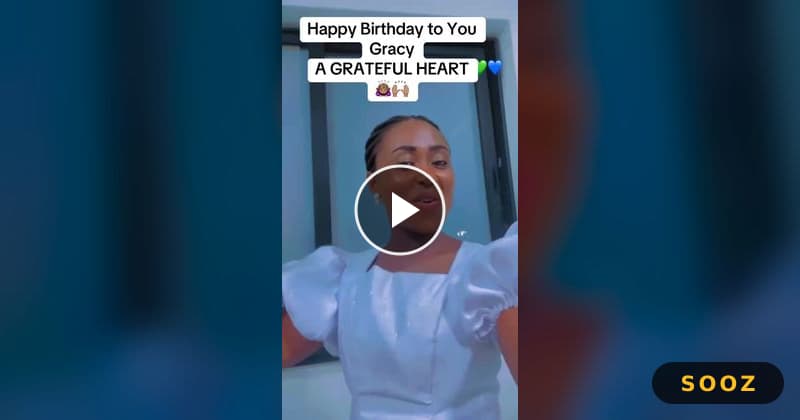 Happy Birthday to You
Gracy
A GRATEFUL HEART💚💙
🙇🏽‍♀️🙌🏽
SOOZ